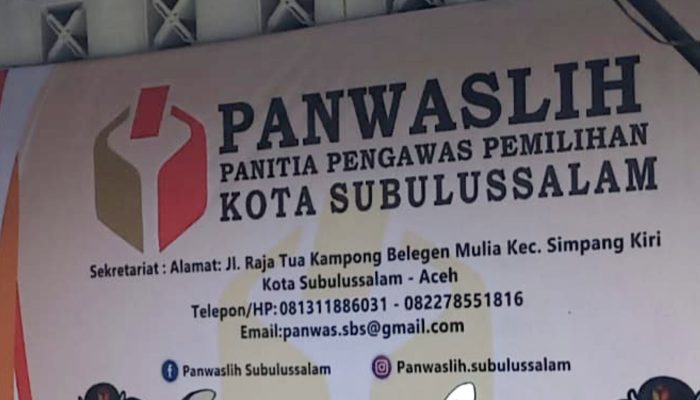 PANWASLIH
PANITIA PENGAWAS PEMILIHAN
KOTA SUBULUSSALAM
Sekretariat : Alamat: Jl. Raja Tua Kampong Belegen Mulia Kec. Simpang Kiri
Kota Subulussalam - Aceh
Telepon/HP:081311886031 - 082278551816
Email:panwas.sbs@gmail.com
Panwaslih Subulussalam
Panwaslih.subulussalam